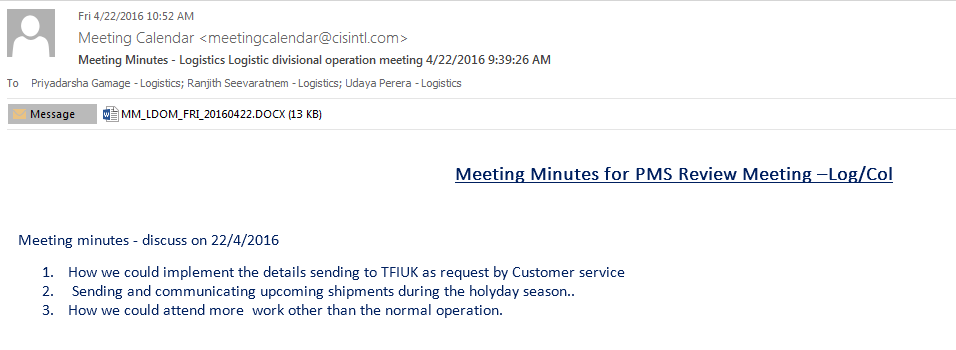 Fri 4/22/2016 10:52 AM
Meeting Calendar <meetingcalendar@cisintl.com>
Meeting Minutes - Logistics Logistic divisional operation meeting 4/22/2016 9:39:26 AM
To Priyadarsha Gamage - Logistics; Ranjith Seevaratnem - Logistics; Udaya Perera - Logistics
Message MM_LDOM_FRI_20160422.DOCX (13 KB)
Meeting Minutes for PMS Review Meeting –Log/Col
Meeting minutes - discuss on 22/4/2016
1. How we could implement the details sending to TFIUK as request by Customer service
2. Sending and communicating upcoming shipments during the holyday season..
3. How we could attend more work other than the normal operation.